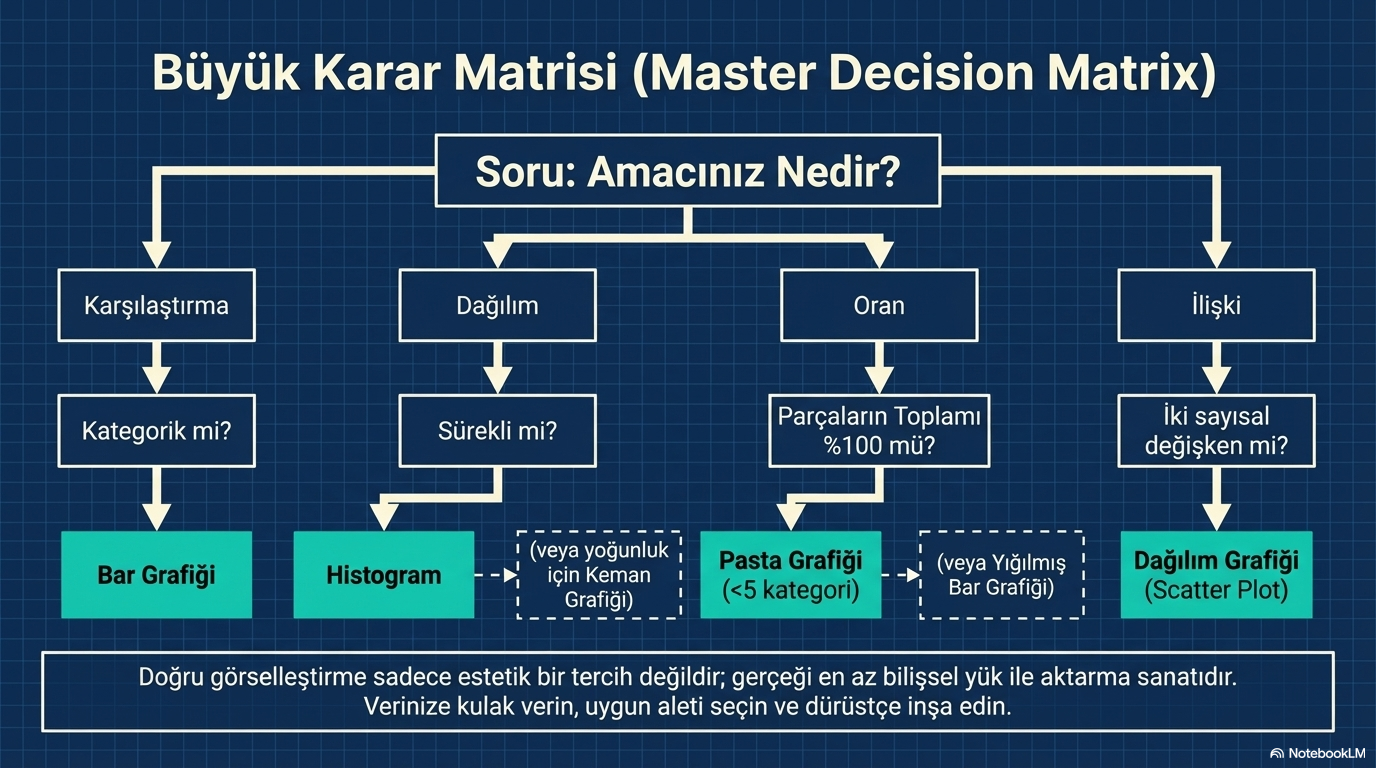 Büyük Karar Matrisi (Master Decision Matrix)
Soru: Amacınız Nedir?
Karşılaştırma
Dağılım
Oran
İlişki
Kategorik mi?
Sürekli mi?
Parçaların Toplamı
%100 mü?
İki sayısal
değişken mi?
Bar Grafiği
Histogram
(veya yoğunluk
için Keman
Grafiği)
Pasta Grafiği
(<5 kategori)
(veya Yığılmış
Bar Grafiği)
Dağılım Grafiği
(Scatter Plot)
Doğru görselleştirme sadece estetik bir tercih değildir; gerçeği en az bilişsel yük ile aktarma sanatıdır.
Verinize kulak verin, uygun aleti seçin ve dürüstçe inşa edin.
NotebookLM